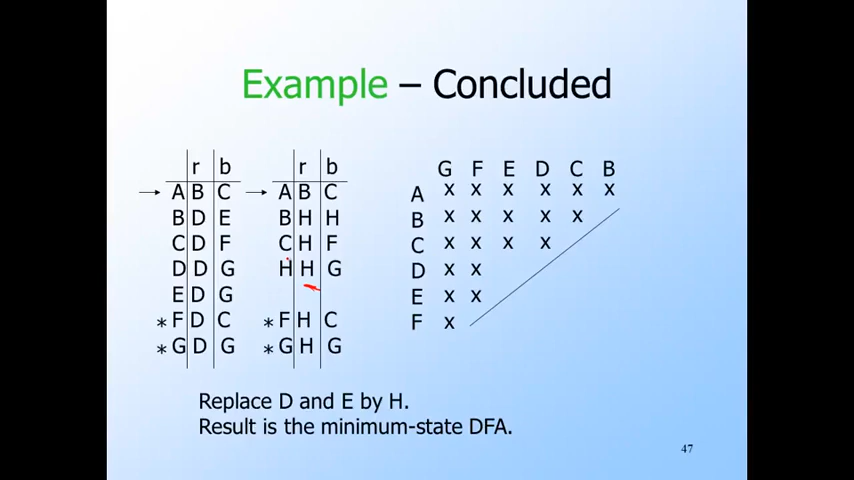 Example – Concluded
r b r b
A B C A B C
B D E B H H
C D F C H F
D D G H H G
E D G
* F D C * F H C
* G D G * G H G
G F E D C B
A x x x x x x
B x x x x x
C x x x x
D x x
E x x
F x
Replace D and E by H.
Result is the minimum-state DFA.
47